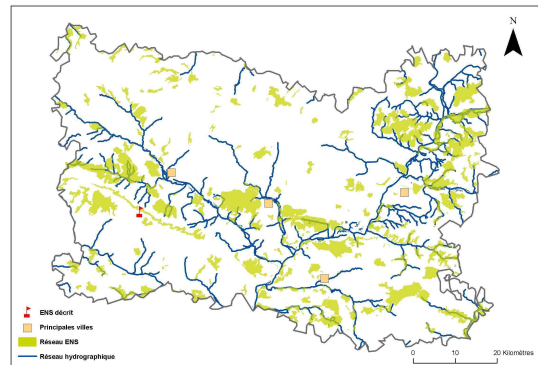 N
ENS décrit
Principales villes
Réseau ENS
Réseau hydrographique
0 10 20 Kilomètres